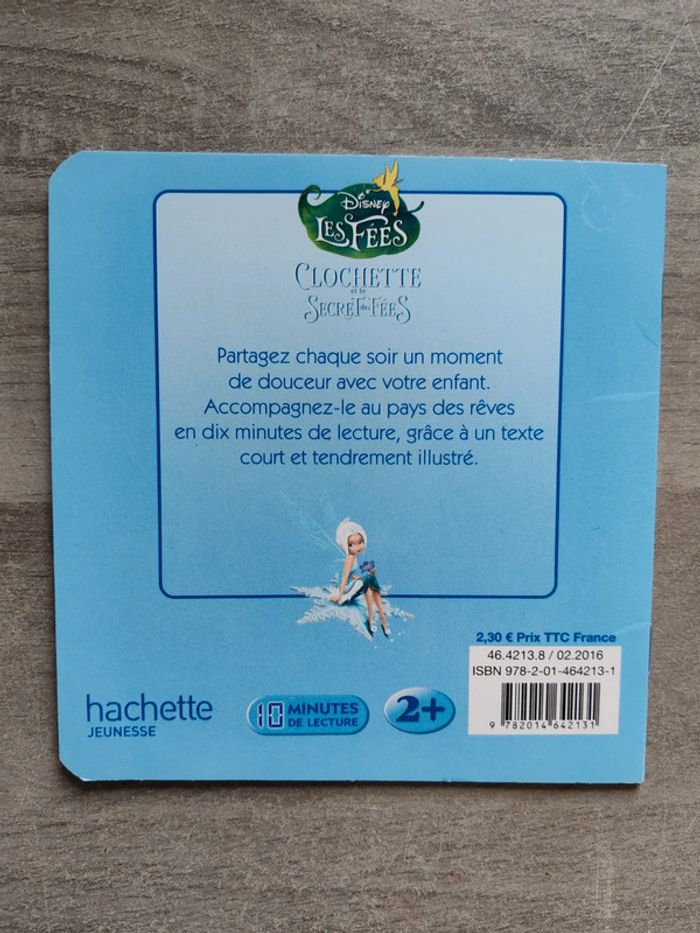 Disney
Les Fées
Clochette
et le
Secret des Fées
Partagez chaque soir un moment
de douceur avec votre enfant.
Accompagnez-le au pays des rêves
en dix minutes de lecture, grâce à un texte
court et tendrement illustré.
2,30 € Prix TTC France
46.4213.8 / 02.2016
ISBN 978-2-01-464213-1
9 782014 642131
hachette
JEUNESSE
10 MINUTES
DE LECTURE
2+